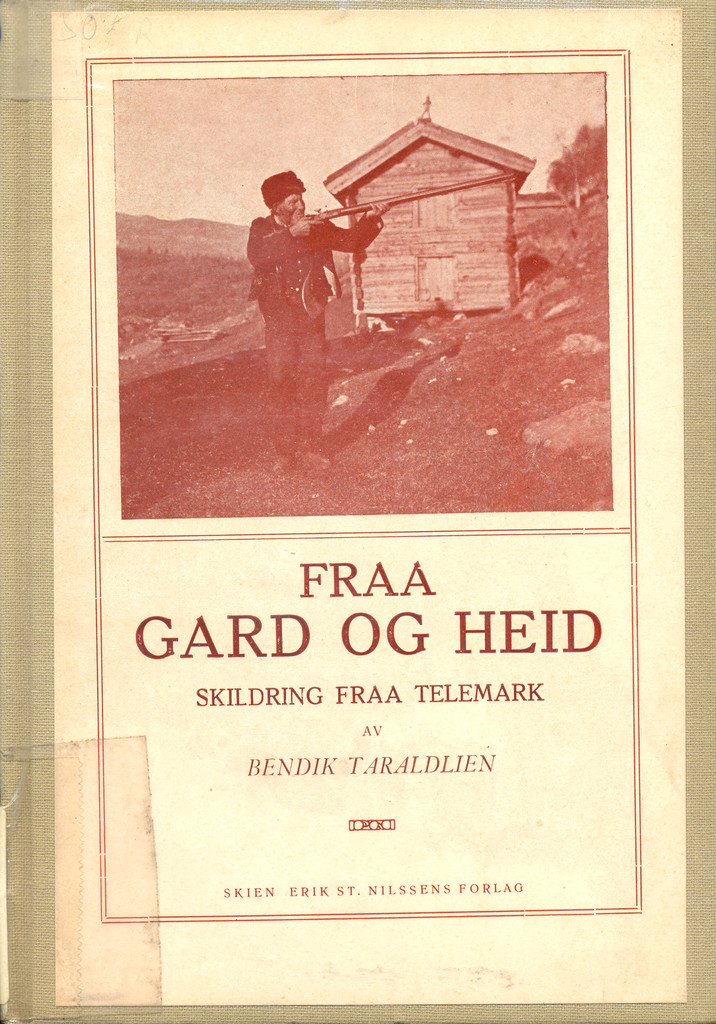 FRAA
GARD OG HEID
SKILDRING FRAA TELEMARK
AV
BENDIK TARALDLIEN
SKIEN ERIK ST. NILSSENS FORLAG